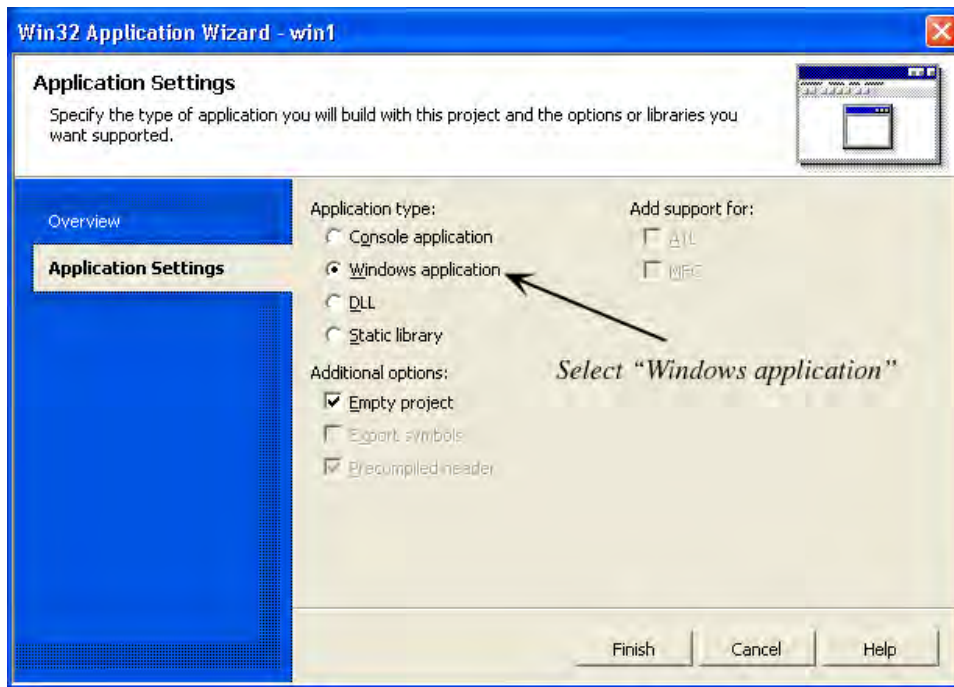 Win32 Application Wizard - win1
Application Settings
Specify the type of application you will build with this project and the options or libraries you
want supported.
Overview
Application Settings
Application type:
Console application
Windows application
DLL
Static library
Additional options:
Empty project
Export symbols
Precompiled header
Add support for:
ATL
MFC
Select “Windows application”
Finish
Cancel
Help